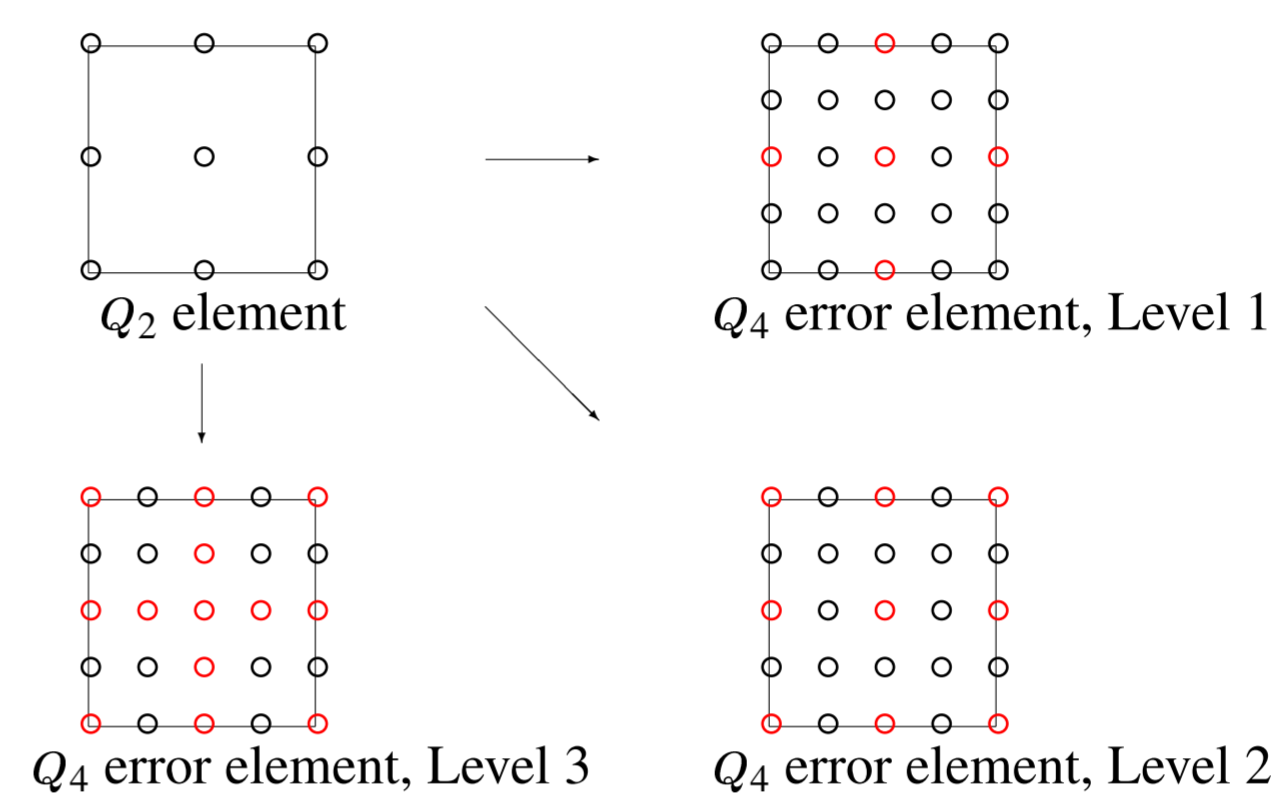 Q₂ element
Q₄ error element, Level 1
Q₄ error element, Level 3
Q₄ error element, Level 2